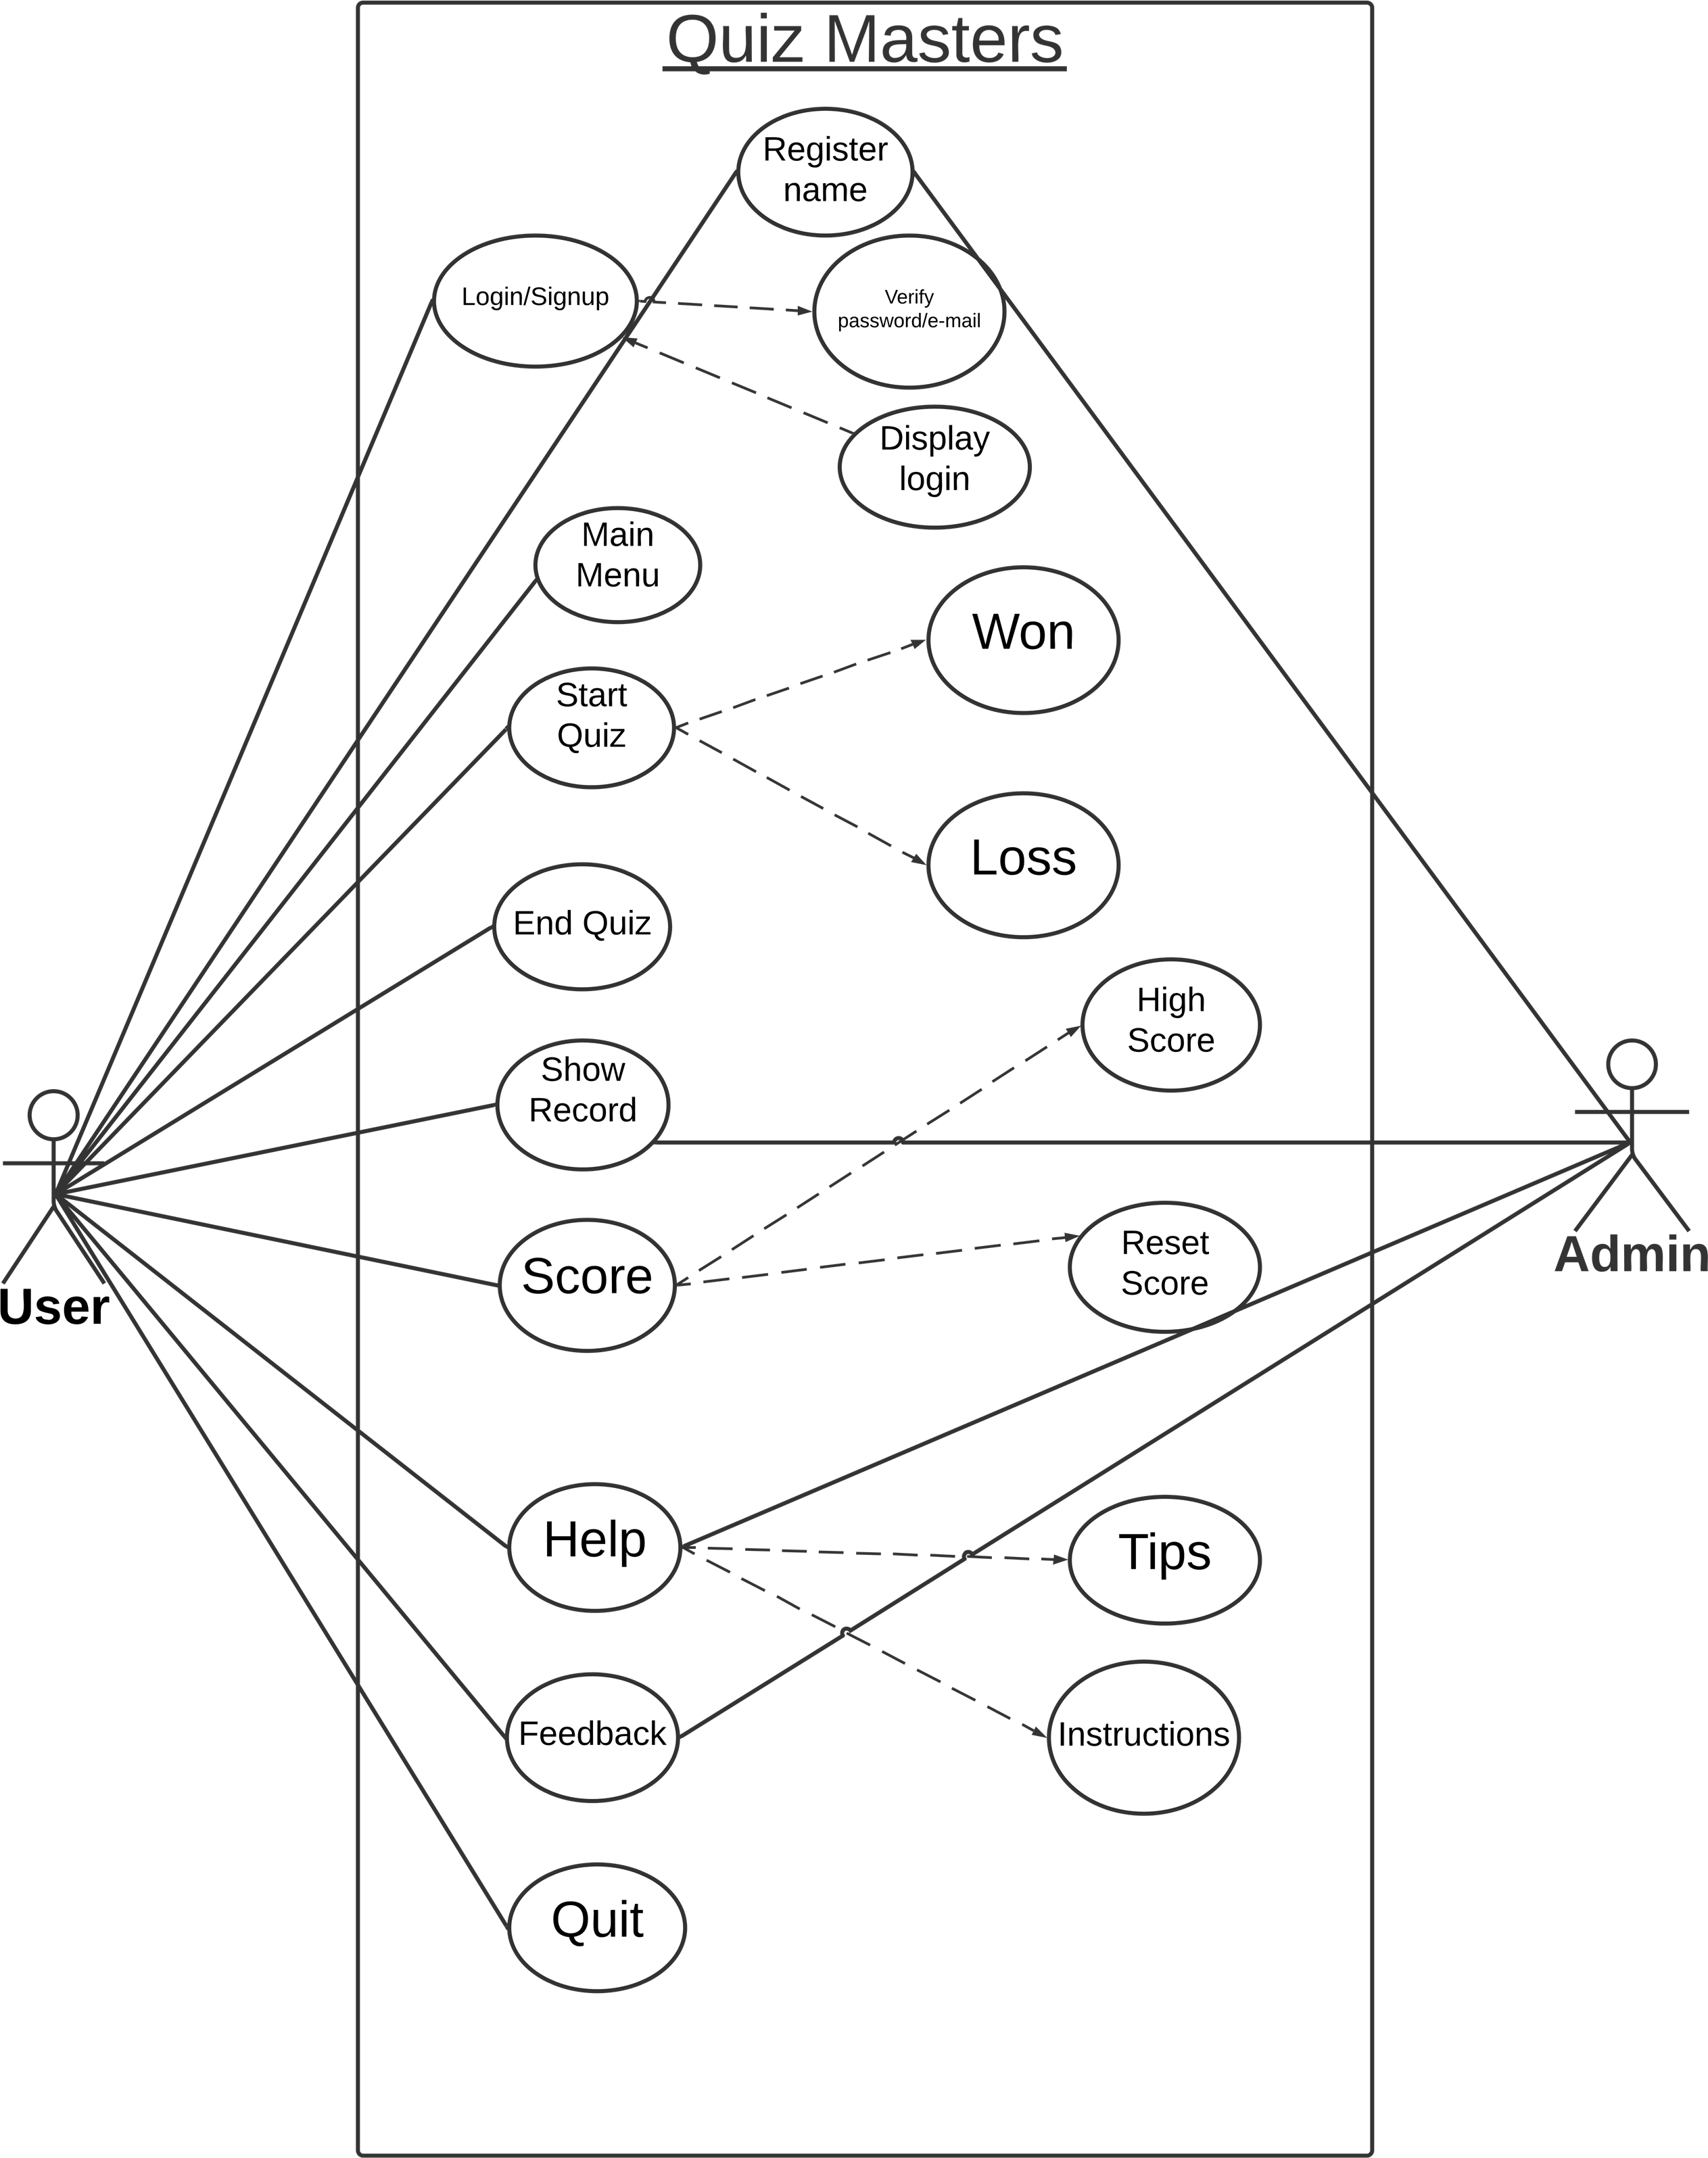 Quiz Masters
Register
name
Login/Signup
Verify
password/e-mail
Display
login
Main
Menu
Won
Start
Quiz
Loss
End Quiz
High
Score
Show
Record
Reset
Score
Admin
Score
User
Help
Tips
Feedback
Instructions
Quit